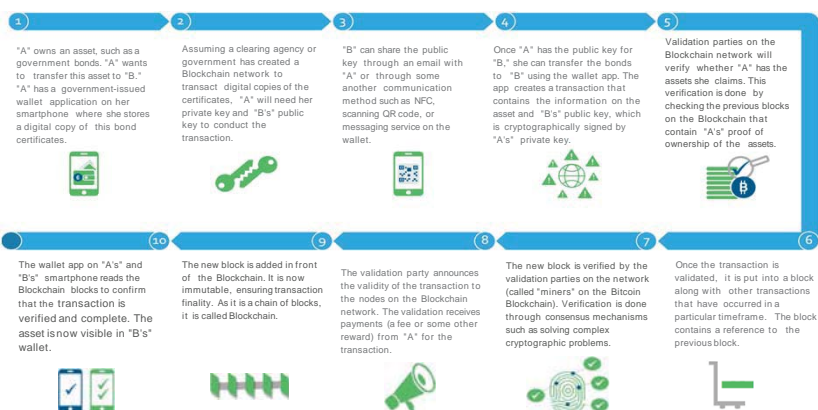 1
"A" owns an asset, such as a
government bonds. "A" wants
to transfer this asset to "B."
"A" has a government-issued
wallet application on her
smartphone where she stores
a digital copy of this bond
certificates.
2
Assuming a clearing agency or
government has created a
Blockchain network to
transact digital copies of the
certificates, "A" will need her
private key and "B's" public
key to conduct the
transaction.
3
"B" can share the public
key through an email with
"A" or through some
another communication
method such as NFC,
scanning QR code, or
messaging service on the
wallet.
4
Once "A" has the public key for
"B," she can transfer the bonds
to "B" using the wallet app. The
app creates a transaction that
contains the information on the
asset and "B's" public key, which
is cryptographically signed by
"A's" private key.
5
Validation parties on the
Blockchain network will
verify whether "A" has the
assets she claims. This
verification is done by
checking the previous blocks
on the Blockchain that
contain "A's" proof of
ownership of the assets.
6
Once the transaction is
validated, it is put into a block
along with other transactions
that have occurred in a
particular timeframe. The block
contains a reference to the
previous block.
7
The new block is verified by the
validation parties on the network
(called "miners" on the Bitcoin
Blockchain). Verification is done
through consensus mechanisms
such as solving complex
cryptographic problems.
8
The validation party announces
the validity of the transaction to
the nodes on the Blockchain
network. The validation receives
payments (a fee or some other
reward) from "A" for the
transaction.
9
The new block is added in front
of the Blockchain. It is now
immutable, ensuring transaction
finality. As it is a chain of blocks,
it is called Blockchain.
10
The wallet app on "A's" and
"B's" smartphone reads the
Blockchain blocks to confirm
that the transaction is
verified and complete. The
asset is now visible in "B's"
wallet.